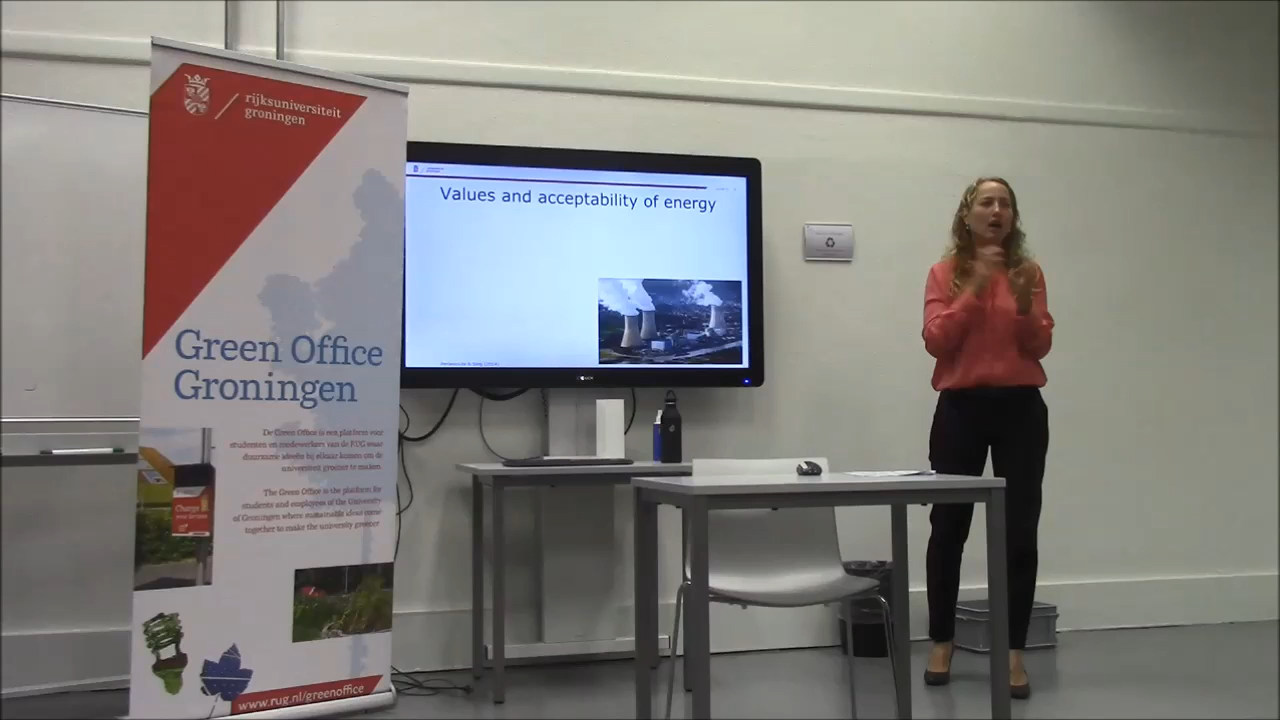 rijksuniversiteit
groningen
Green Office
Groningen
De Green Office is een platform voor
studenten en medewerkers van de RUG waar
duurzame ideeën bij elkaar komen om de
universiteit groener te maken.
The Green Office is the platform for
students and employees of the University
of Groningen where sustainable ideas come
together to make the university greener
Charge
www.rug.nl/greenoffice
Values and acceptability of energy